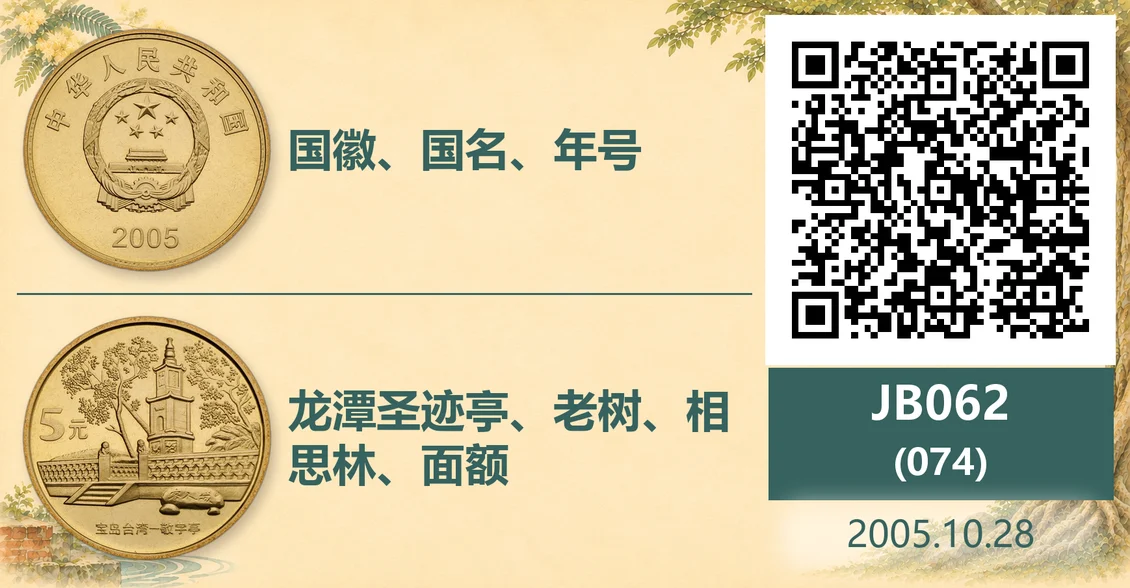 中华人民共和国
2005
国徽、国名、年号
5元
宝岛台湾—敬字亭
龙潭圣迹亭、老树、相
思林、面额
JB062
(074)
2005.10.28